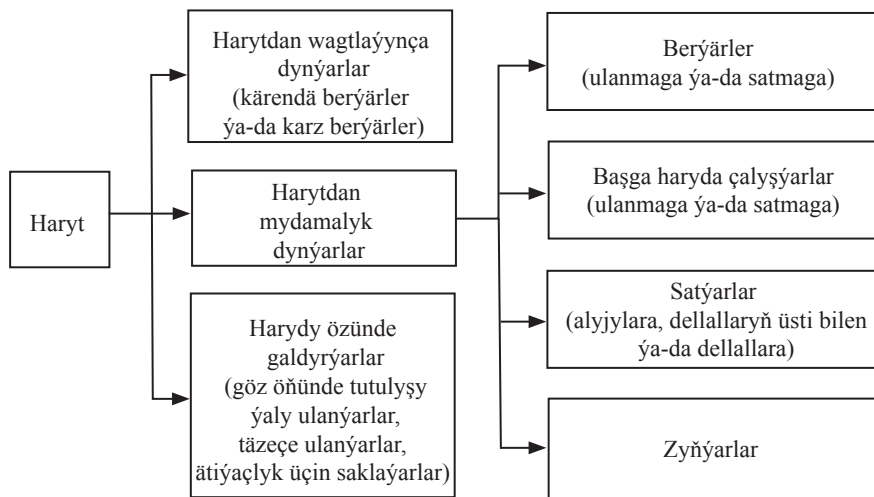 Haryt
Harytdan wagtlaýynça
dynýarlar
(kärendä berýärler
ýa-da karz berýärler)
Harytdan
mydamalyk
dynýarlar
Harydy özünde
galdyrýarlar
(göz öňünde tutulyşy
ýaly ulanýarlar,
täzeçe ulanýarlar,
ätiýaçlyk üçin saklaýarlar)
Berýärler
(ulanmaga ýa-da satmaga)
Başga haryda çalyşýarlar
(ulanmaga ýa-da satmaga)
Satýarlar
(alyjylara, dellallaryň üsti bilen
ýa-da dellallara)
Zyňýarlar